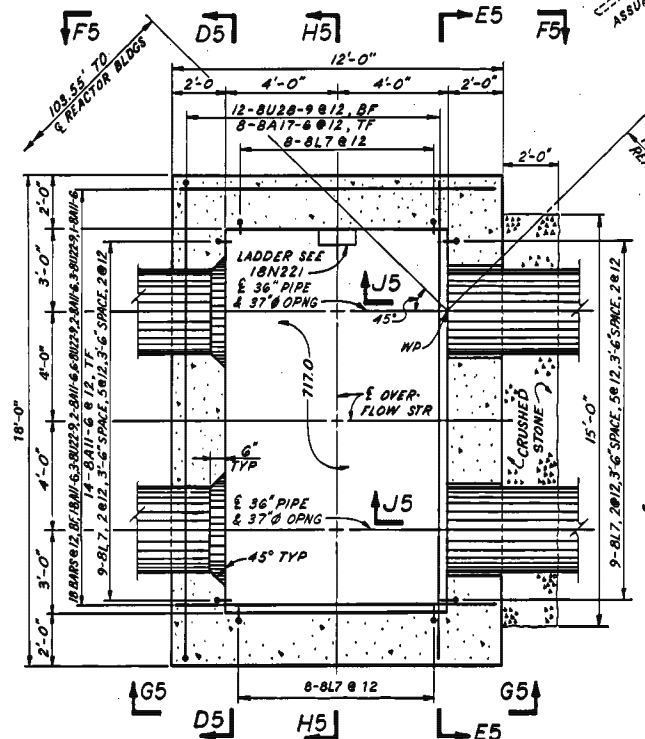 F5
D5
H5
E5
F5
ASSU
103.55' TO
℄ REACTOR BLDGS
12'-0"
2'-0
4'-0"
4'-0"
2'-0"
12-8U28-9 @ 12, BF
8-8A17-6 @ 12, TF
8-8L7 @ 12
2'-0"
RE
2'-0"
3'-0"
4'-0"
18'-0"
4'-0"
3'-0"
2'-0"
14-8A11-6 @ 12, TF
9-8L7, 2@12, 3'-6" SPACE, 5@12, 3'-6" SPACE, 2@12
LADDER SEE
18N221
℄ 36" PIPE
& 37"Ø OPNG
J5
45°
WP
717.0
℄ OVER-
FLOW STR
6"
TYP
℄ 36" PIPE
& 37"Ø OPNG
J5
45° TYP
CRUSHED
STONE
15'-0"
9-8L7, 2@12, 3'-6" SPACE, 5@12, 3'-6" SPACE, 2@12
8-8L7 @ 12
G5
G5
D5
H5
E5